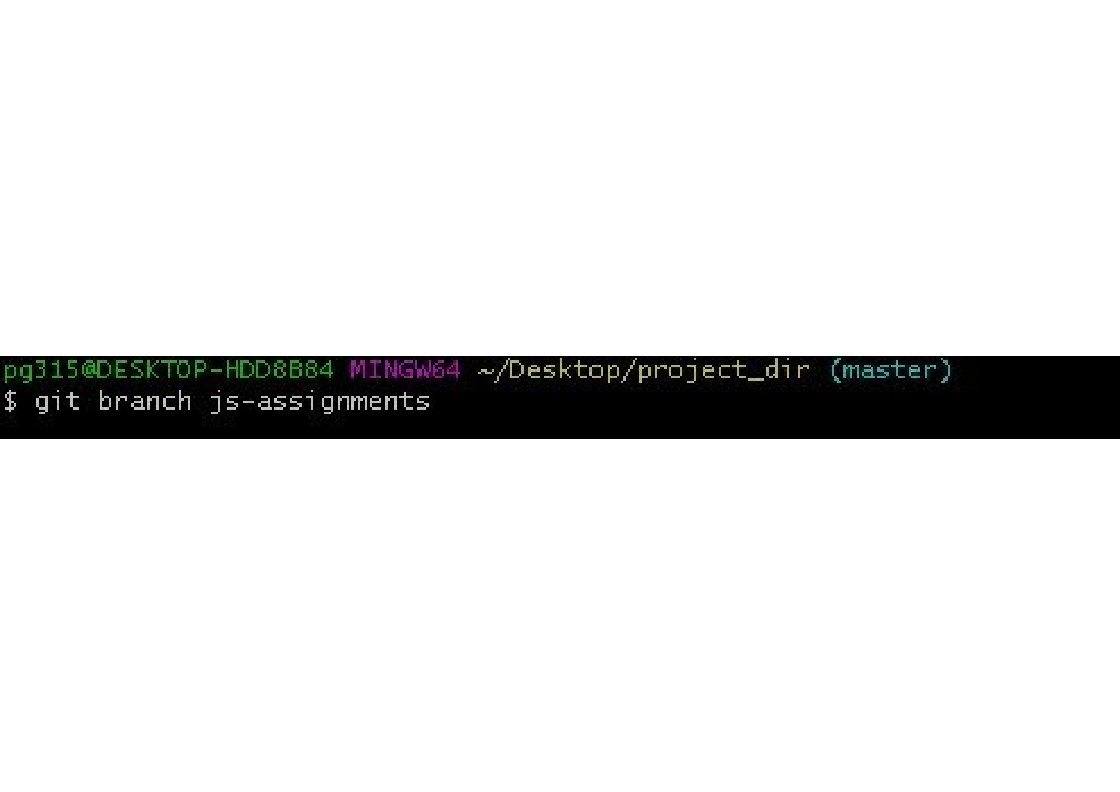 pg315@DESKTOP-HDD8B84 MINGW64 ~/Desktop/project_dir (master)
$ git branch js-assignments